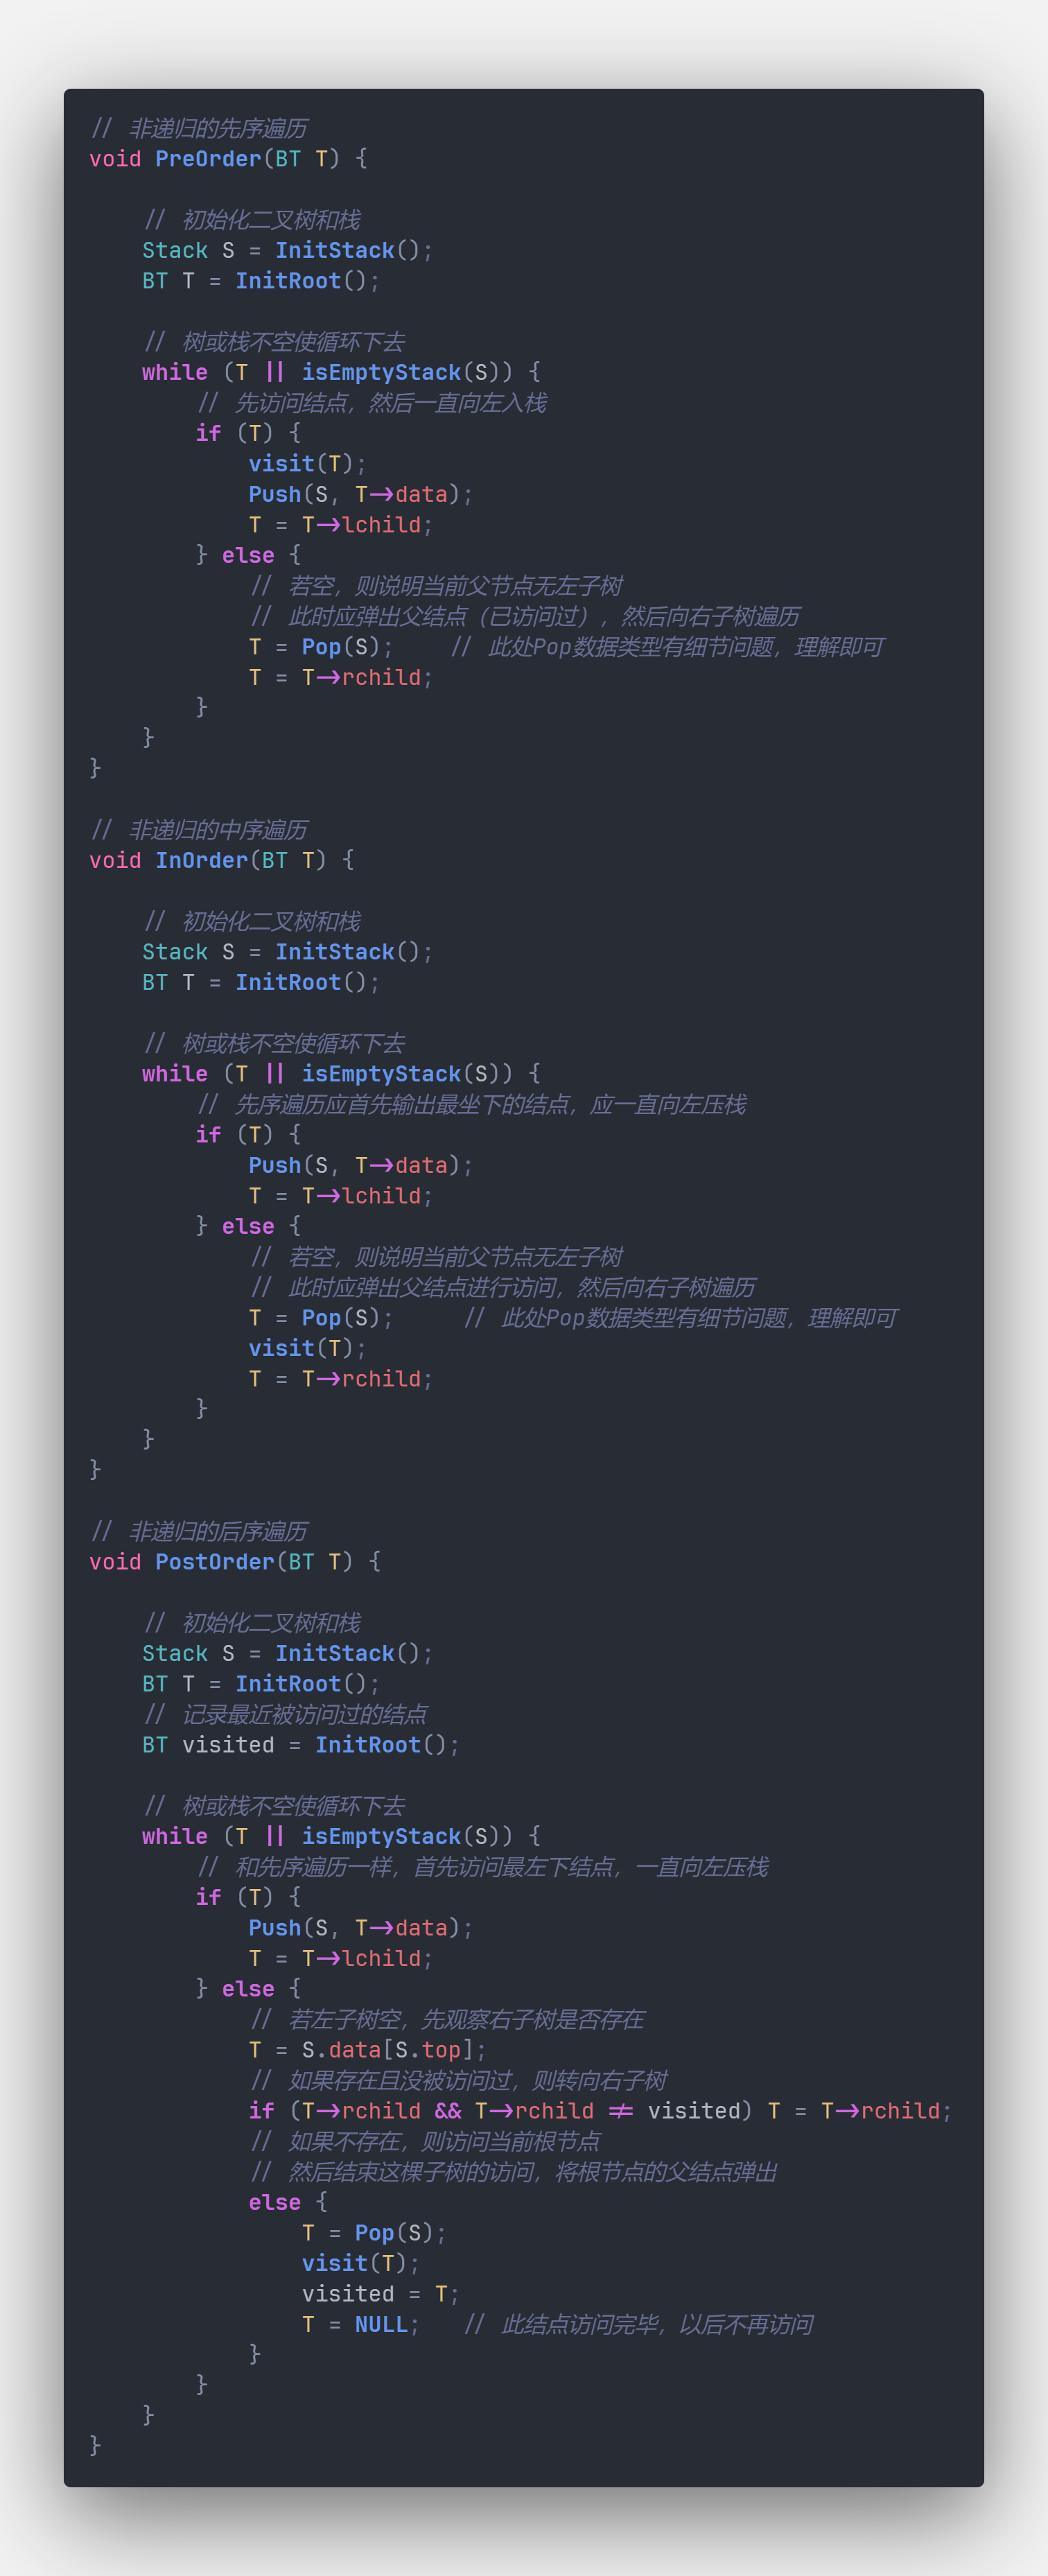 // 非递归的先序遍历
void PreOrder(BT T) {
    // 初始化二叉树和栈
    Stack S = InitStack();
    BT T = InitRoot();
    // 树或栈不空使循环下去
    while (T || isEmptyStack(S)) {
        // 先访问结点，然后一直向左入栈
        if (T) {
            visit(T);
            Push(S, T->data);
            T = T->lchild;
        } else {
            // 若空，则说明当前父节点无左子树
            // 此时应弹出父结点（已访问过），然后向右子树遍历
            T = Pop(S);    // 此处Pop数据类型有细节问题，理解即可
            T = T->rchild;
        }
    }
}
// 非递归的中序遍历
void InOrder(BT T) {
    // 初始化二叉树和栈
    Stack S = InitStack();
    BT T = InitRoot();
    // 树或栈不空使循环下去
    while (T || isEmptyStack(S)) {
        // 先序遍历应首先输出最坐下的结点，应一直向左压栈
        if (T) {
            Push(S, T->data);
            T = T->lchild;
        } else {
            // 若空，则说明当前父节点无左子树
            // 此时应弹出父结点进行访问，然后向右子树遍历
            T = Pop(S);     // 此处Pop数据类型有细节问题，理解即可
            visit(T);
            T = T->rchild;
        }
    }
}
// 非递归的后序遍历
void PostOrder(BT T) {
    // 初始化二叉树和栈
    Stack S = InitStack();
    BT T = InitRoot();
    // 记录最近被访问过的结点
    BT visited = InitRoot();
    // 树或栈不空使循环下去
    while (T || isEmptyStack(S)) {
        // 和先序遍历一样，首先访问最左下结点，一直向左压栈
        if (T) {
            Push(S, T->data);
            T = T->lchild;
        } else {
            // 若左子树空，先观察右子树是否存在
            T = S.data[S.top];
            // 如果存在且没被访问过，则转向右子树
            if (T->rchild && T->rchild != visited) T = T->rchild;
            // 如果不存在，则访问当前根节点
            // 然后结束这棵子树的访问，将根节点的父结点弹出
            else {
                T = Pop(S);
                visit(T);
                visited = T;
                T = NULL;   // 此结点访问完毕，以后不再访问
            }
        }
    }
}